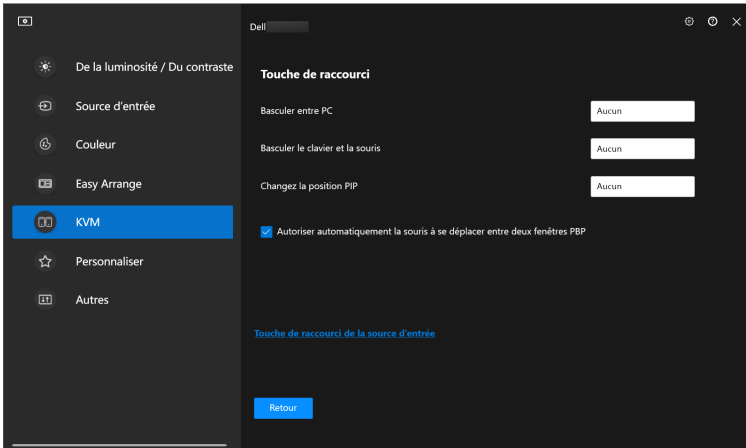 Dell
De la luminosité / Du contraste
Source d'entrée
Couleur
Easy Arrange
KVM
Personnaliser
Autres
Touche de raccourci
Basculer entre PC
Aucun
Basculer le clavier et la souris
Aucun
Changez la position PIP
Aucun
Autoriser automatiquement la souris à se déplacer entre deux fenêtres PBP
Touche de raccourci de la source d'entrée
Retour